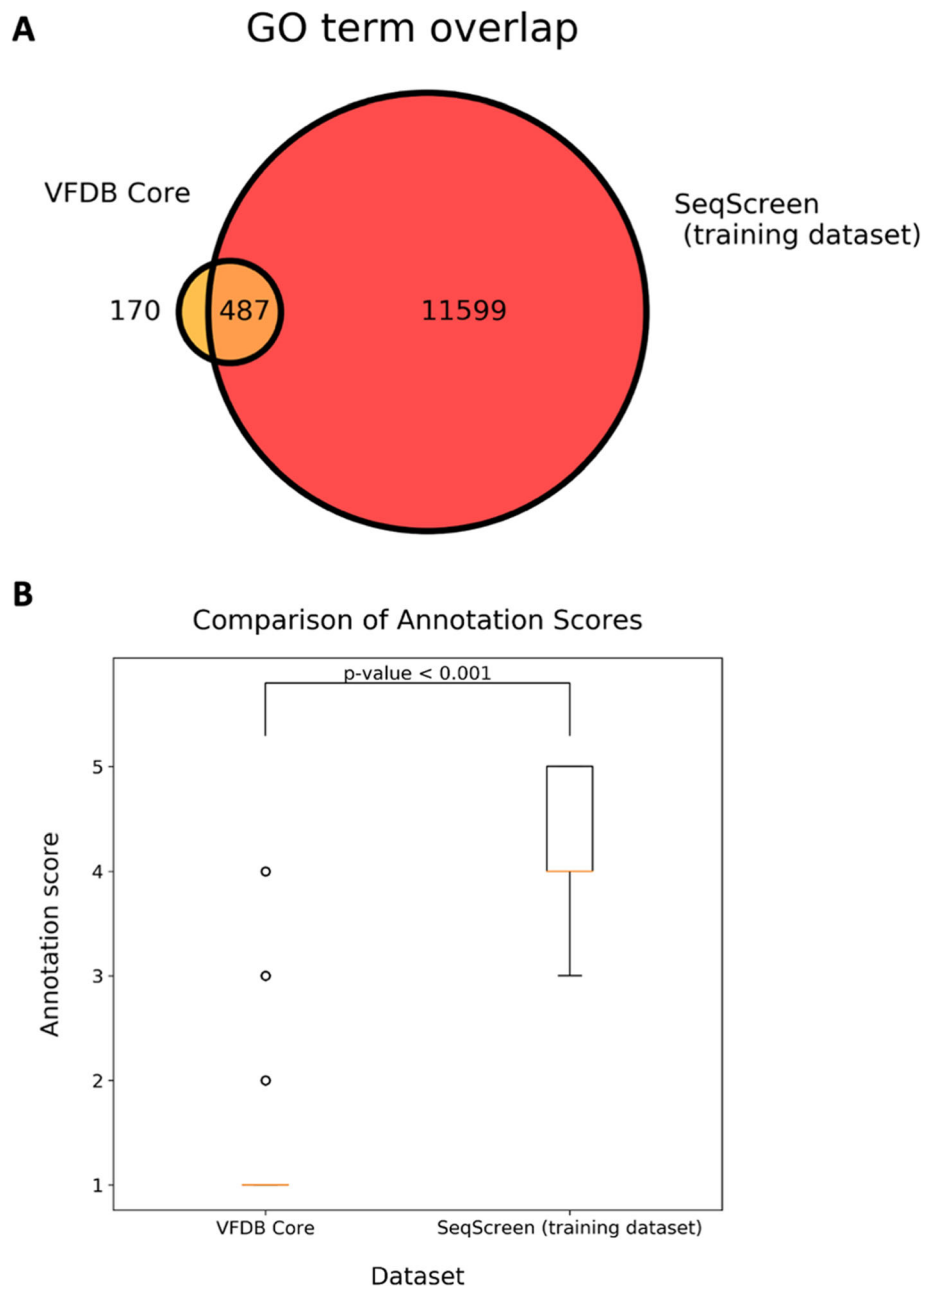 A
GO term overlap
VFDB Core
SeqScreen
(training dataset)
170
487
11599
B
Comparison of Annotation Scores
p-value < 0.001
5
4
3
2
1
Annotation score
VFDB Core
SeqScreen (training dataset)
Dataset